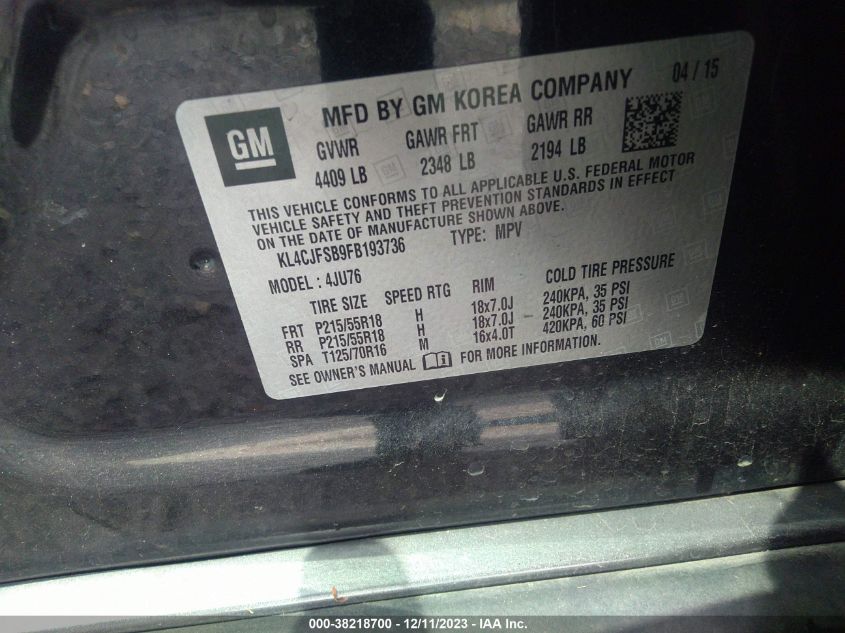 GM
MFD BY GM KOREA COMPANY 04 / 15
GVWR GAWR FRT GAWR RR
4409 LB 2348 LB 2194 LB
THIS VEHICLE CONFORMS TO ALL APPLICABLE U.S. FEDERAL MOTOR
VEHICLE SAFETY AND THEFT PREVENTION STANDARDS IN EFFECT
ON THE DATE OF MANUFACTURE SHOWN ABOVE.
KL4CJFSB9FB193736 TYPE: MPV
MODEL : 4JU76
TIRE SIZE SPEED RTG RIM COLD TIRE PRESSURE
FRT P215/55R18 H 18x7.0J 240KPA, 35 PSI
RR P215/55R18 H 18x7.0J 240KPA, 35 PSI
SPA T125/70R16 M 16x4.0T 420KPA, 60 PSI
SEE OWNER'S MANUAL FOR MORE INFORMATION.
000-38218700 - 12/11/2023 - IAA Inc.